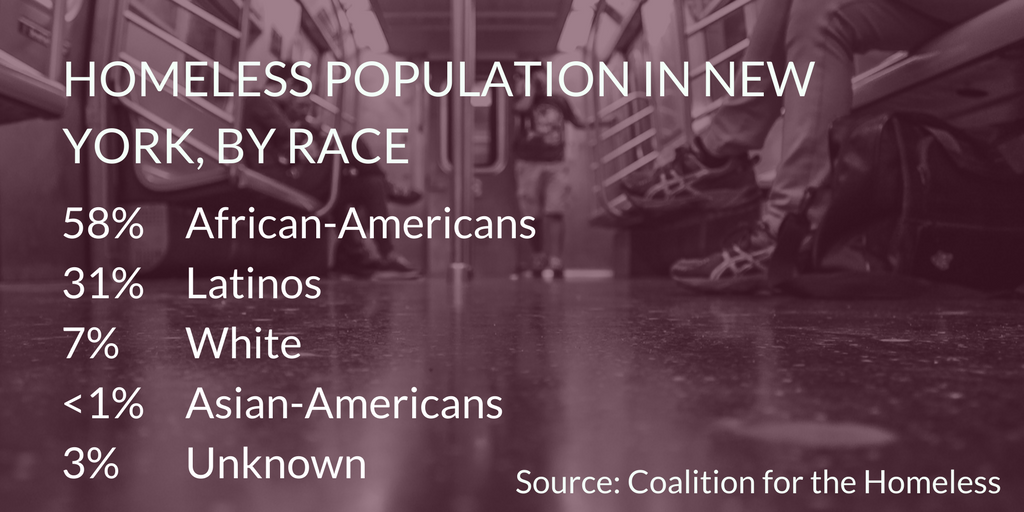 HOMELESS POPULATION IN NEW
YORK, BY RACE
58% African-Americans
31% Latinos
7% White
<1% Asian-Americans
3% Unknown
Source: Coalition for the Homeless